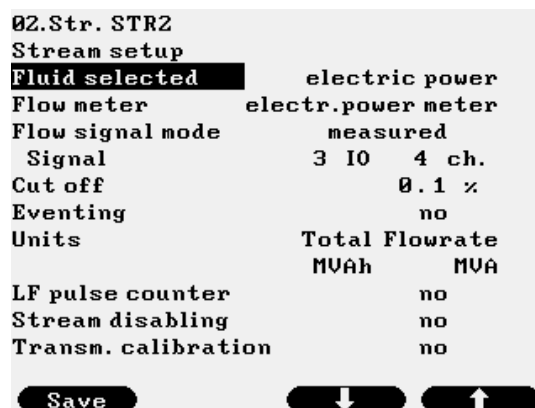 02.Str. STR2
Stream setup
Fluid selected electric power
Flow meter electr.power meter
Flow signal mode measured
Signal 3 IO 4 ch.
Cut off 0.1 %
Eventing no
Units Total Flowrate
MVAh MVA
LF pulse counter no
Stream disabling no
Transm. calibration no
Save ↓ ↑